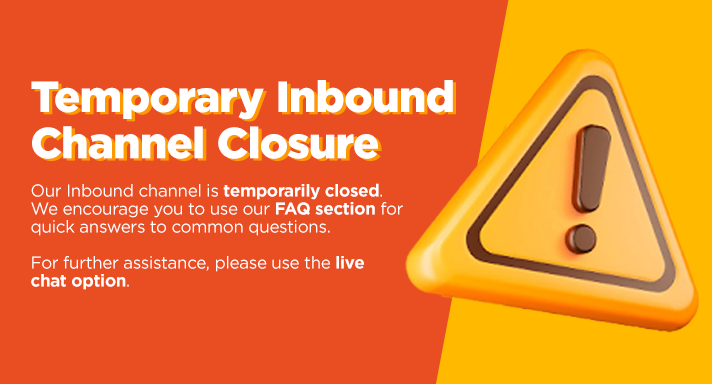 Temporary Inbound
Channel Closure
Our Inbound channel is temporarily closed.
We encourage you to use our FAQ section for
quick answers to common questions.
For further assistance, please use the live
chat option.